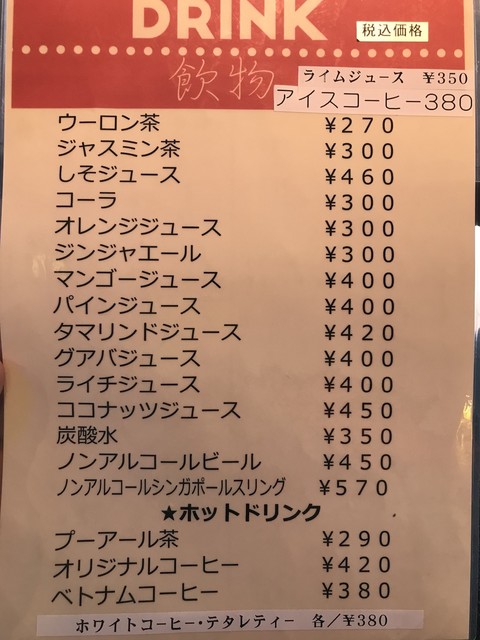 DRINK
税込価格
飲物
ライムジュース ￥350
アイスコーヒー380
ウーロン茶 ￥２７０
ジャスミン茶 ￥３００
しそジュース ￥４６０
コーラ ￥３００
オレンジジュース ￥３００
ジンジャエール ￥３００
マンゴージュース ￥４００
パインジュース ￥４００
タマリンドジュース ￥４２０
グアバジュース ￥４００
ライチジュース ￥４００
ココナッツジュース ￥４５０
炭酸水 ￥３５０
ノンアルコールビール ￥４５０
ノンアルコールシンガポールスリング ￥５７０
★ホットドリンク
プーアール茶 ￥２９０
オリジナルコーヒー ￥４２０
ベトナムコーヒー ￥３８０
ホワイトコーヒー・テタレティー 各／¥380